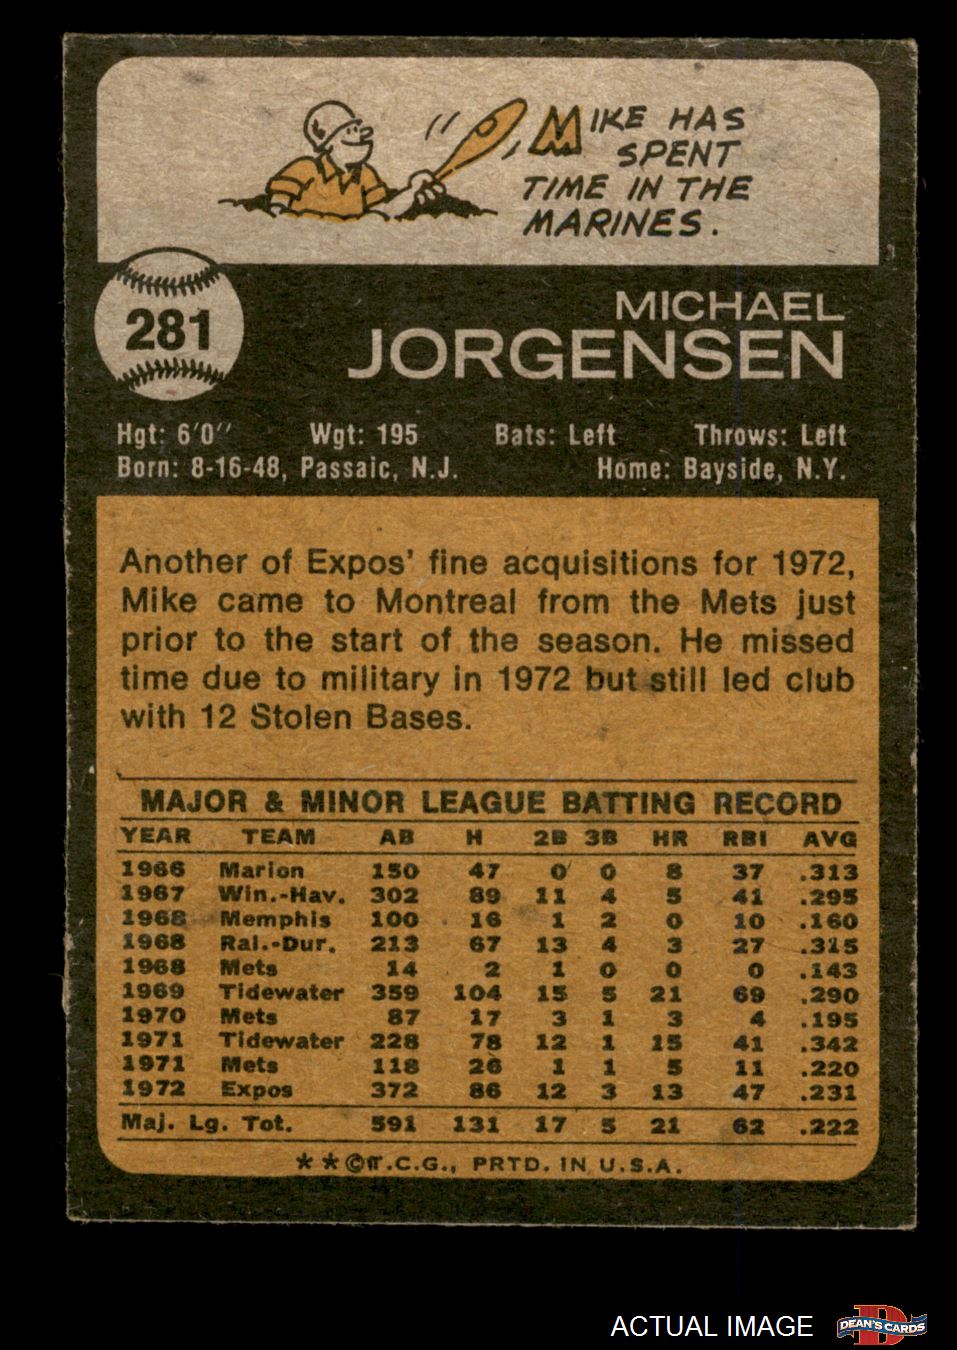 MIKE HAS
SPENT
TIME IN THE
MARINES.
281
MICHAEL
JORGENSEN
Hgt: 6'0'' Wgt: 195 Bats: Left Throws: Left
Born: 8-16-48, Passaic, N.J. Home: Bayside, N.Y.
Another of Expos' fine acquisitions for 1972,
Mike came to Montreal from the Mets just
prior to the start of the season. He missed
time due to military in 1972 but still led club
with 12 Stolen Bases.
MAJOR & MINOR LEAGUE BATTING RECORD
YEAR TEAM AB H 2B 3B HR RBI AVG
1966 Marion 150 47 0 0 8 37 .313
1967 Win.-Hav. 302 89 11 4 5 41 .295
1968 Memphis 100 16 1 2 0 10 .160
1968 Ral.-Dur. 213 67 13 4 3 27 .315
1968 Mets 14 2 1 0 0 0 .143
1969 Tidewater 359 104 15 5 21 69 .290
1970 Mets 87 17 3 1 3 4 .195
1971 Tidewater 228 78 12 1 15 41 .342
1971 Mets 118 26 1 1 5 11 .220
1972 Expos 372 86 12 3 13 47 .231
Maj. Lg. Tot. 591 131 17 5 21 62 .222
**©T.C.G., PRTD. IN U.S.A.
ACTUAL IMAGE
D
DEAN'S CARDS